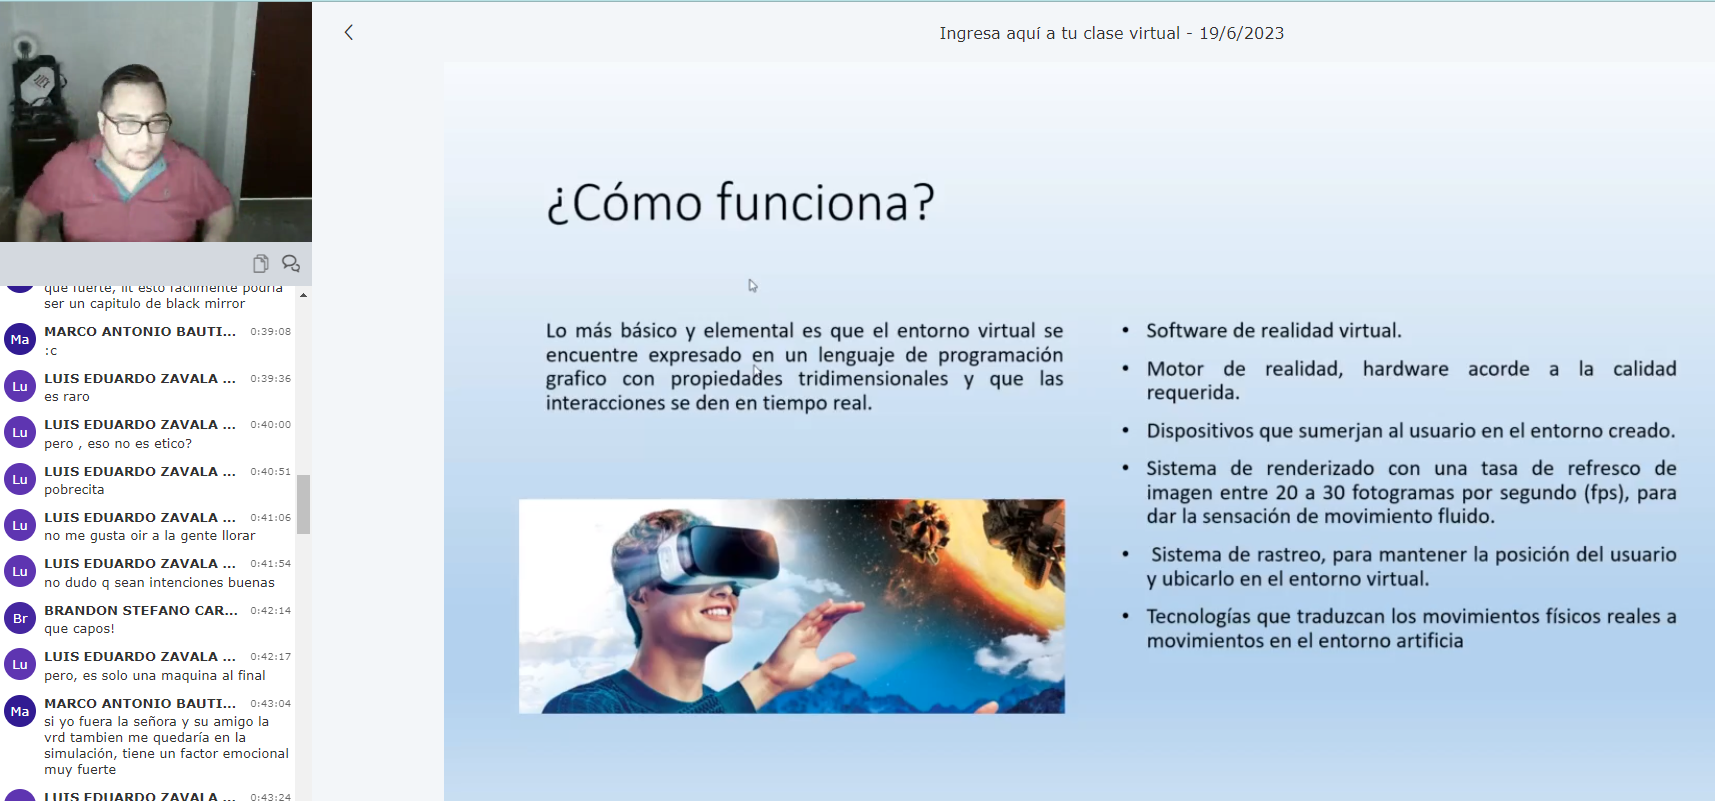 Ingresa aquí a tu clase virtual - 19/6/2023
que fuerte, lit esto facilmente podria
ser un capitulo de black mirror
Ma
MARCO ANTONIO BAUTI... 0:39:08
:c
Lu
LUIS EDUARDO ZAVALA ... 0:39:36
es raro
Lu
LUIS EDUARDO ZAVALA ... 0:40:00
pero , eso no es etico?
Lu
LUIS EDUARDO ZAVALA ... 0:40:51
pobrecita
Lu
LUIS EDUARDO ZAVALA ... 0:41:06
no me gusta oir a la gente llorar
Lu
LUIS EDUARDO ZAVALA ... 0:41:54
no dudo q sean intenciones buenas
Br
BRANDON STEFANO CAR... 0:42:14
que capos!
Lu
LUIS EDUARDO ZAVALA ... 0:42:17
pero, es solo una maquina al final
Ma
MARCO ANTONIO BAUTI... 0:43:04
si yo fuera la señora y su amigo la
vrd tambien me quedaría en la
simulación, tiene un factor emocional
muy fuerte
LUIS EDUARDO ZAVALA ... 0:43:24
¿Cómo funciona?
Lo más básico y elemental es que el entorno virtual se
encuentre expresado en un lenguaje de programación
grafico con propiedades tridimensionales y que las
interacciones se den en tiempo real.
• Software de realidad virtual.
• Motor de realidad, hardware acorde a la calidad
requerida.
• Dispositivos que sumerjan al usuario en el entorno creado.
• Sistema de renderizado con una tasa de refresco de
imagen entre 20 a 30 fotogramas por segundo (fps), para
dar la sensación de movimiento fluido.
• Sistema de rastreo, para mantener la posición del usuario
y ubicarlo en el entorno virtual.
• Tecnologías que traduzcan los movimientos físicos reales a
movimientos en el entorno artificia